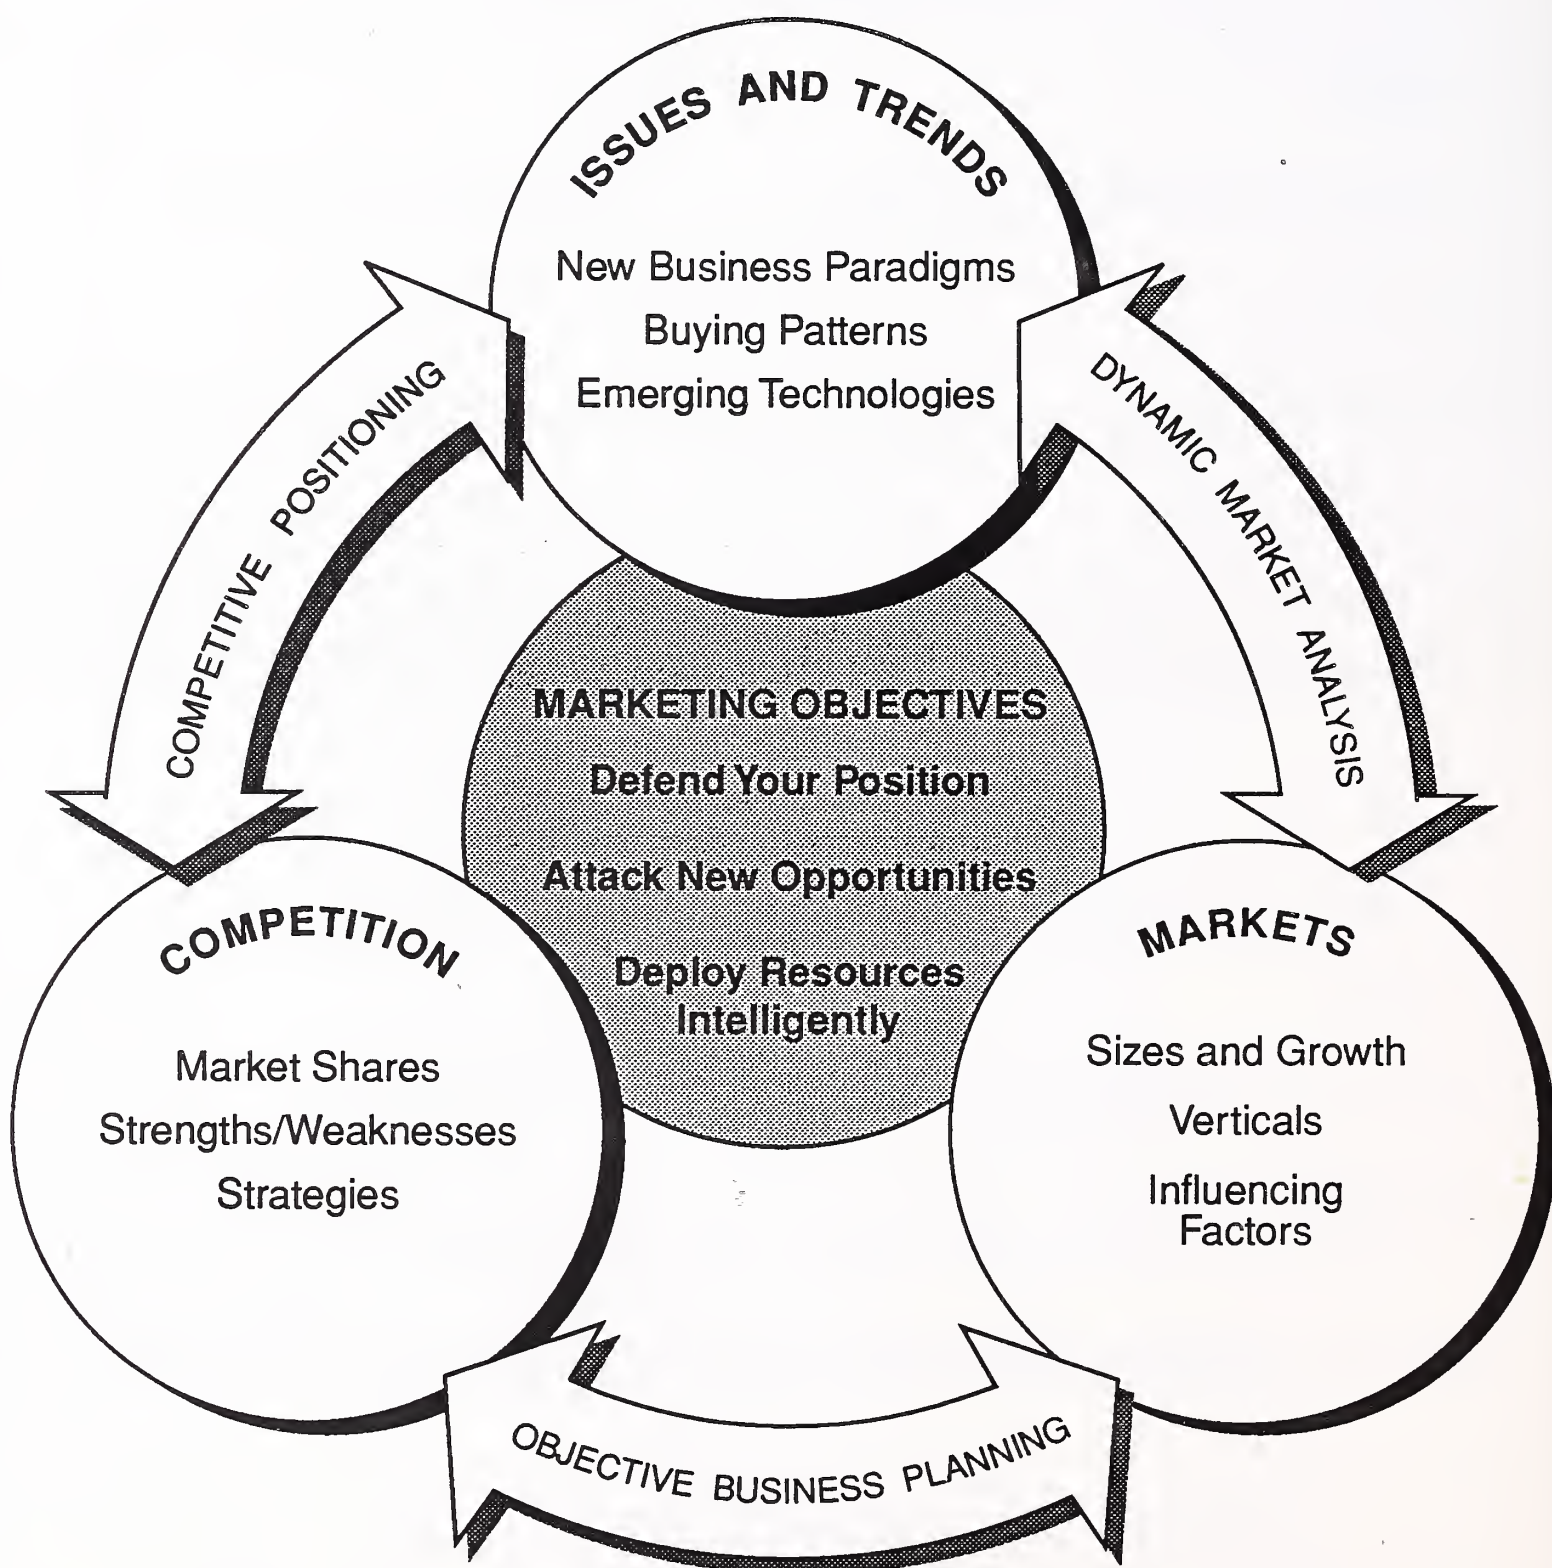 ISSUES AND TRENDS
New Business Paradigms
Buying Patterns
Emerging Technologies
COMPETITIVE POSITIONING
DYNAMIC MARKET ANALYSIS
MARKETING OBJECTIVES
Defend Your Position
Attack New Opportunities
Deploy Resources
Intelligently
COMPETITION
Market Shares
Strengths/Weaknesses
Strategies
MARKETS
Sizes and Growth
Verticals
Influencing
Factors
OBJECTIVE BUSINESS PLANNING